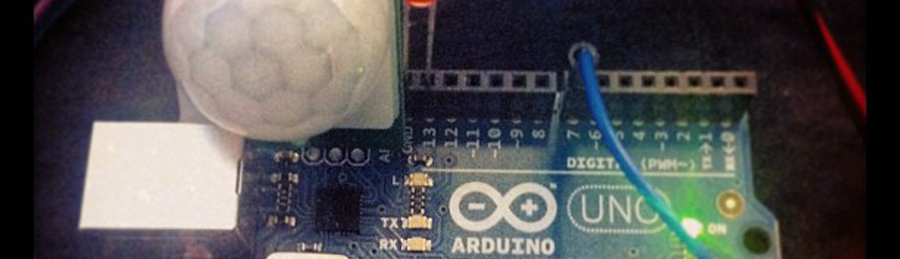 GND 13 12 ~11 ~10 ~9 8 7 ~6 ~5 4 ~3 2 TX→1 RX←0
DIGITAL (PWM~)
L
TX
RX
UNO
ON
ARDUINO